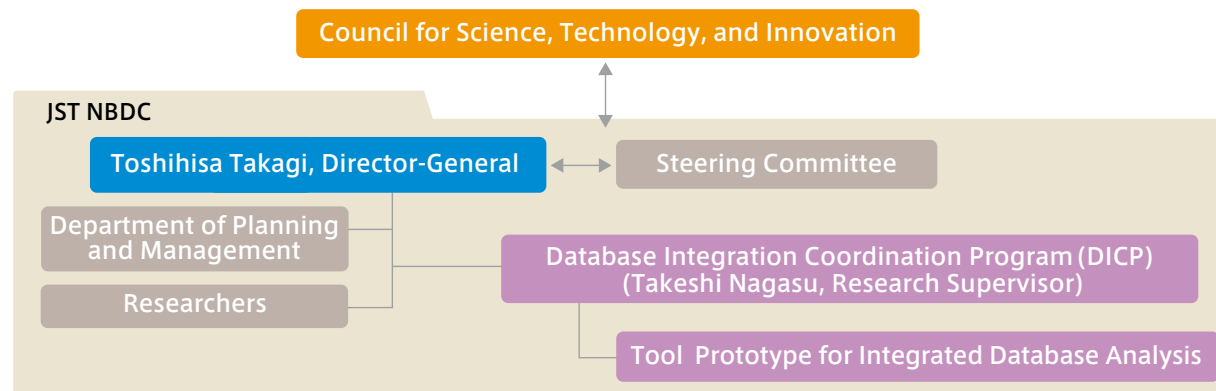 Council for Science, Technology, and Innovation
JST NBDC
Toshihisa Takagi, Director-General
Steering Committee
Department of Planning
and Management
Researchers
Database Integration Coordination Program (DICP)
(Takeshi Nagasu, Research Supervisor)
Tool Prototype for Integrated Database Analysis